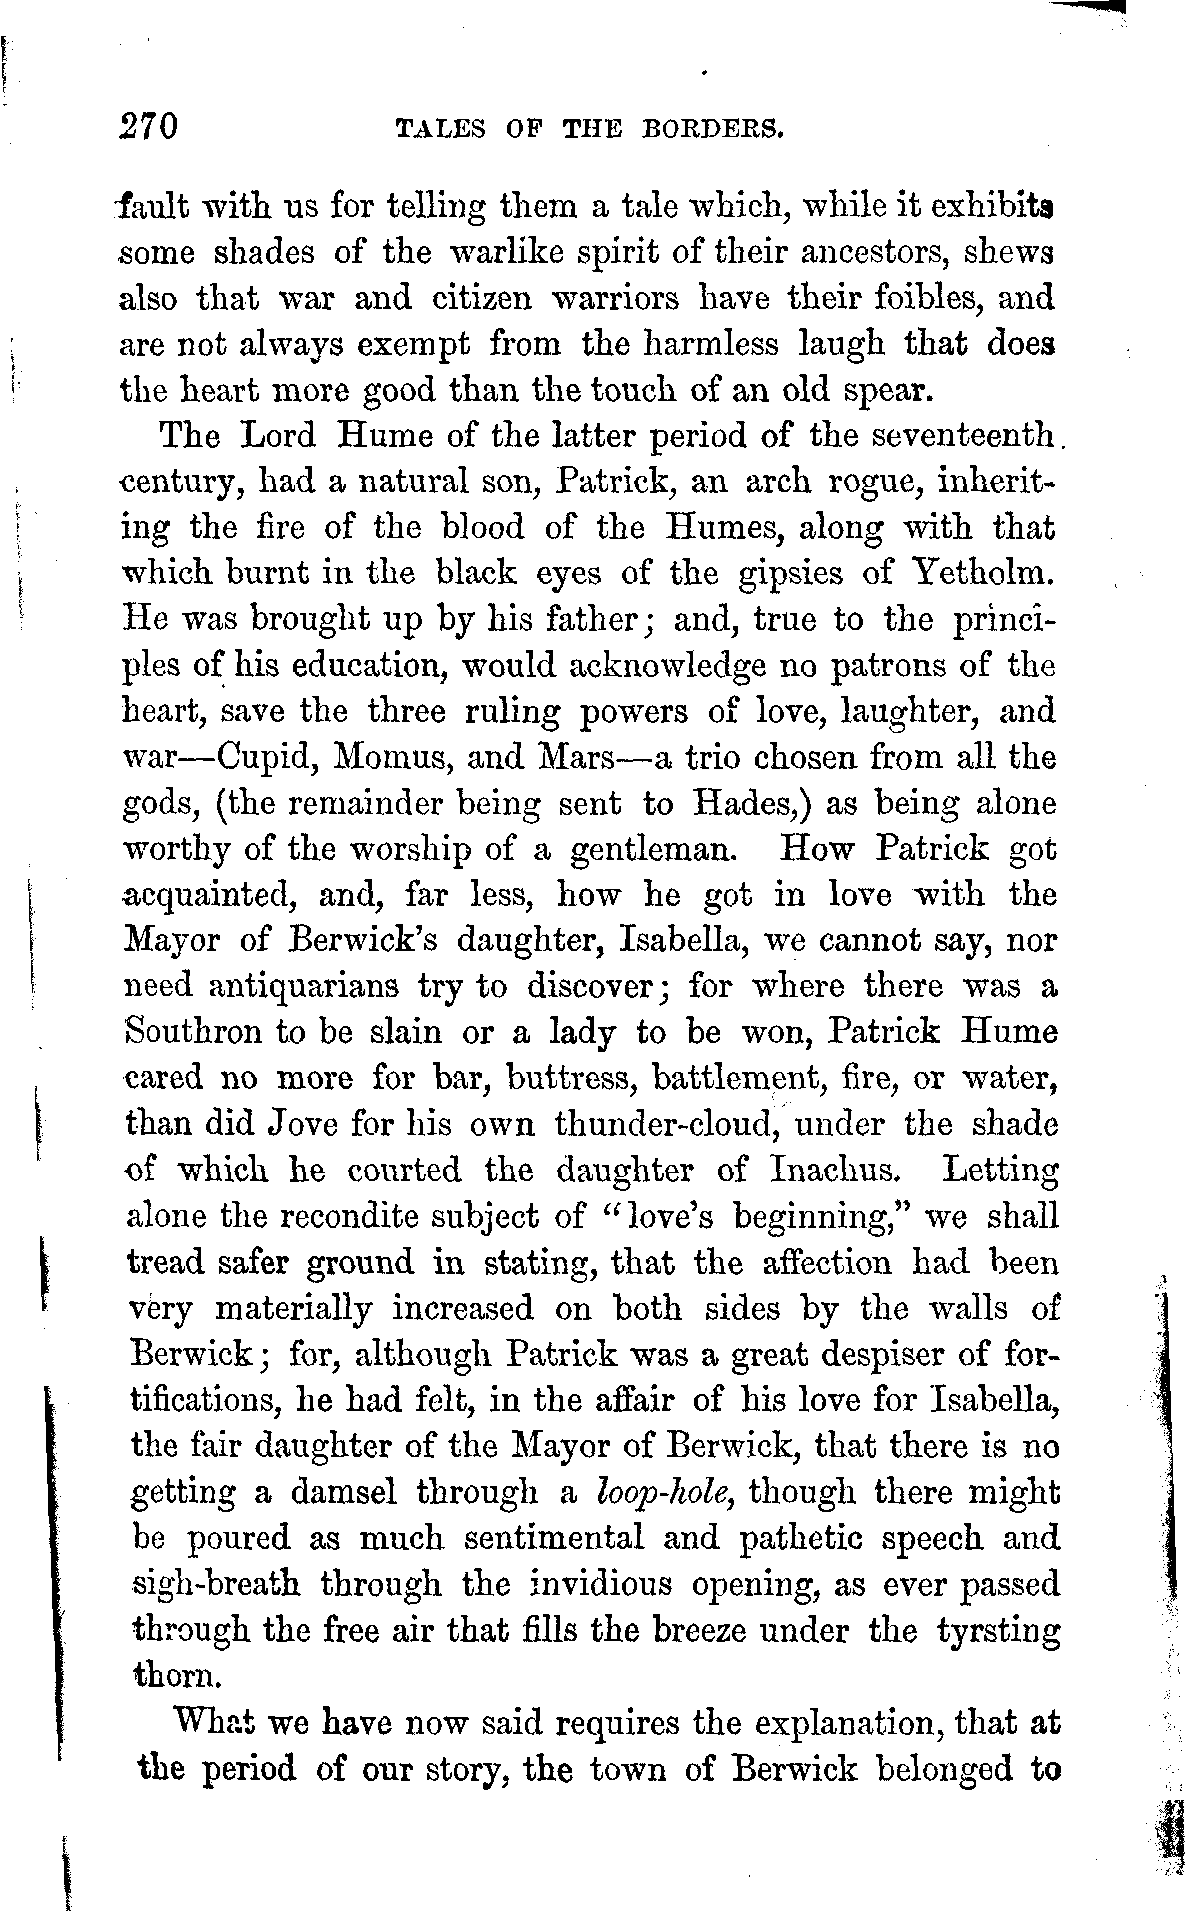 270 TALES OF THE BORDERS.
fault with us for telling them a tale which, while it exhibits
some shades of the warlike spirit of their ancestors, shews
also that war and citizen warriors have their foibles, and
are not always exempt from the harmless laugh that does
the heart more good than the touch of an old spear.
The Lord Hume of the latter period of the seventeenth
century, had a natural son, Patrick, an arch rogue, inherit-
ing the fire of the blood of the Humes, along with that
which burnt in the black eyes of the gipsies of Yetholm.
He was brought up by his father; and, true to the princi-
ples of his education, would acknowledge no patrons of the
heart, save the three ruling powers of love, laughter, and
war—Cupid, Momus, and Mars—a trio chosen from all the
gods, (the remainder being sent to Hades,) as being alone
worthy of the worship of a gentleman. How Patrick got
acquainted, and, far less, how he got in love with the
Mayor of Berwick's daughter, Isabella, we cannot say, nor
need antiquarians try to discover; for where there was a
Southron to be slain or a lady to be won, Patrick Hume
cared no more for bar, buttress, battlement, fire, or water,
than did Jove for his own thunder-cloud, under the shade
of which he courted the daughter of Inachus. Letting
alone the recondite subject of "love's beginning," we shall
tread safer ground in stating, that the affection had been
very materially increased on both sides by the walls of
Berwick; for, although Patrick was a great despiser of for-
tifications, he had felt, in the affair of his love for Isabella,
the fair daughter of the Mayor of Berwick, that there is no
getting a damsel through a loop-hole, though there might
be poured as much sentimental and pathetic speech and
sigh-breath through the invidious opening, as ever passed
through the free air that fills the breeze under the tyrsting
thorn.
What we have now said requires the explanation, that at
the period of our story, the town of Berwick belonged to